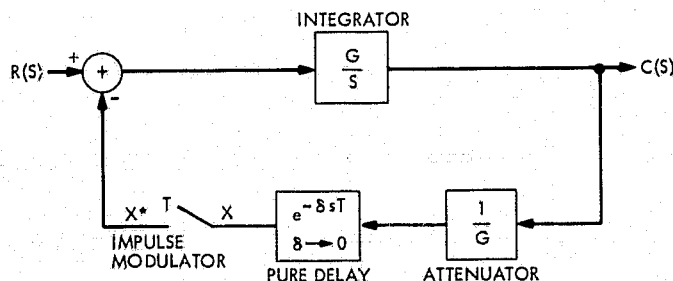 INTEGRATOR
R(S)
+
+
-
G
S
C(S)
X*
T
X
e^-δsT
δ → 0
1
G
IMPULSE
MODULATOR
PURE DELAY
ATTENUATOR